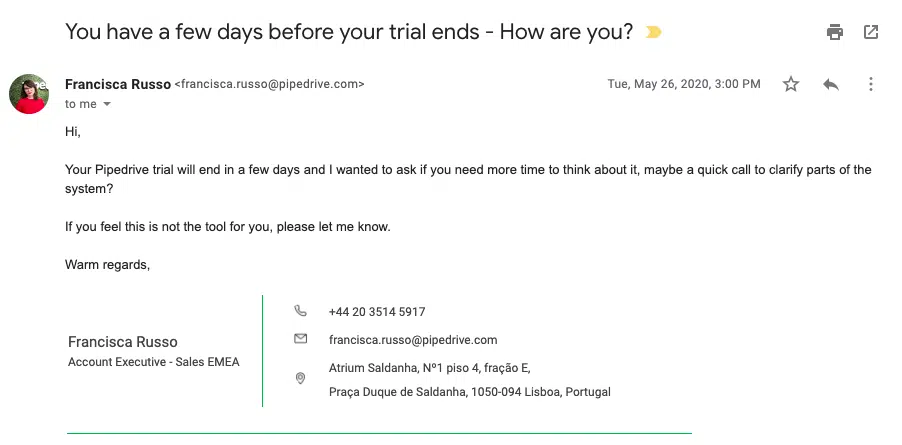 You have a few days before your trial ends - How are you?
Francisca Russo <francisca.russo@pipedrive.com>
Tue, May 26, 2020, 3:00 PM
to me
Hi,
Your Pipedrive trial will end in a few days and I wanted to ask if you need more time to think about it, maybe a quick call to clarify parts of the
system?
If you feel this is not the tool for you, please let me know.
Warm regards,
Francisca Russo
Account Executive - Sales EMEA
+44 20 3514 5917
francisca.russo@pipedrive.com
Atrium Saldanha, Nº1 piso 4, fração E,
Praça Duque de Saldanha, 1050-094 Lisboa, Portugal